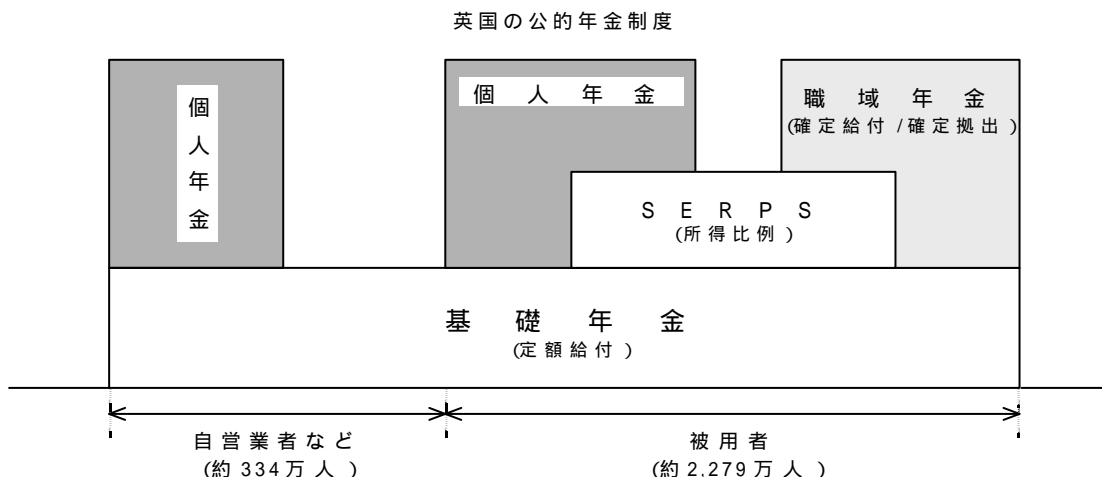 英国の公的年金制度
個人年金
個人年金
職域年金
(確定給付/確定拠出)
SERPS
(所得比例)
基礎年金
(定額給付)
自営業者など
(約334万人)
被用者
(約2,279万人)